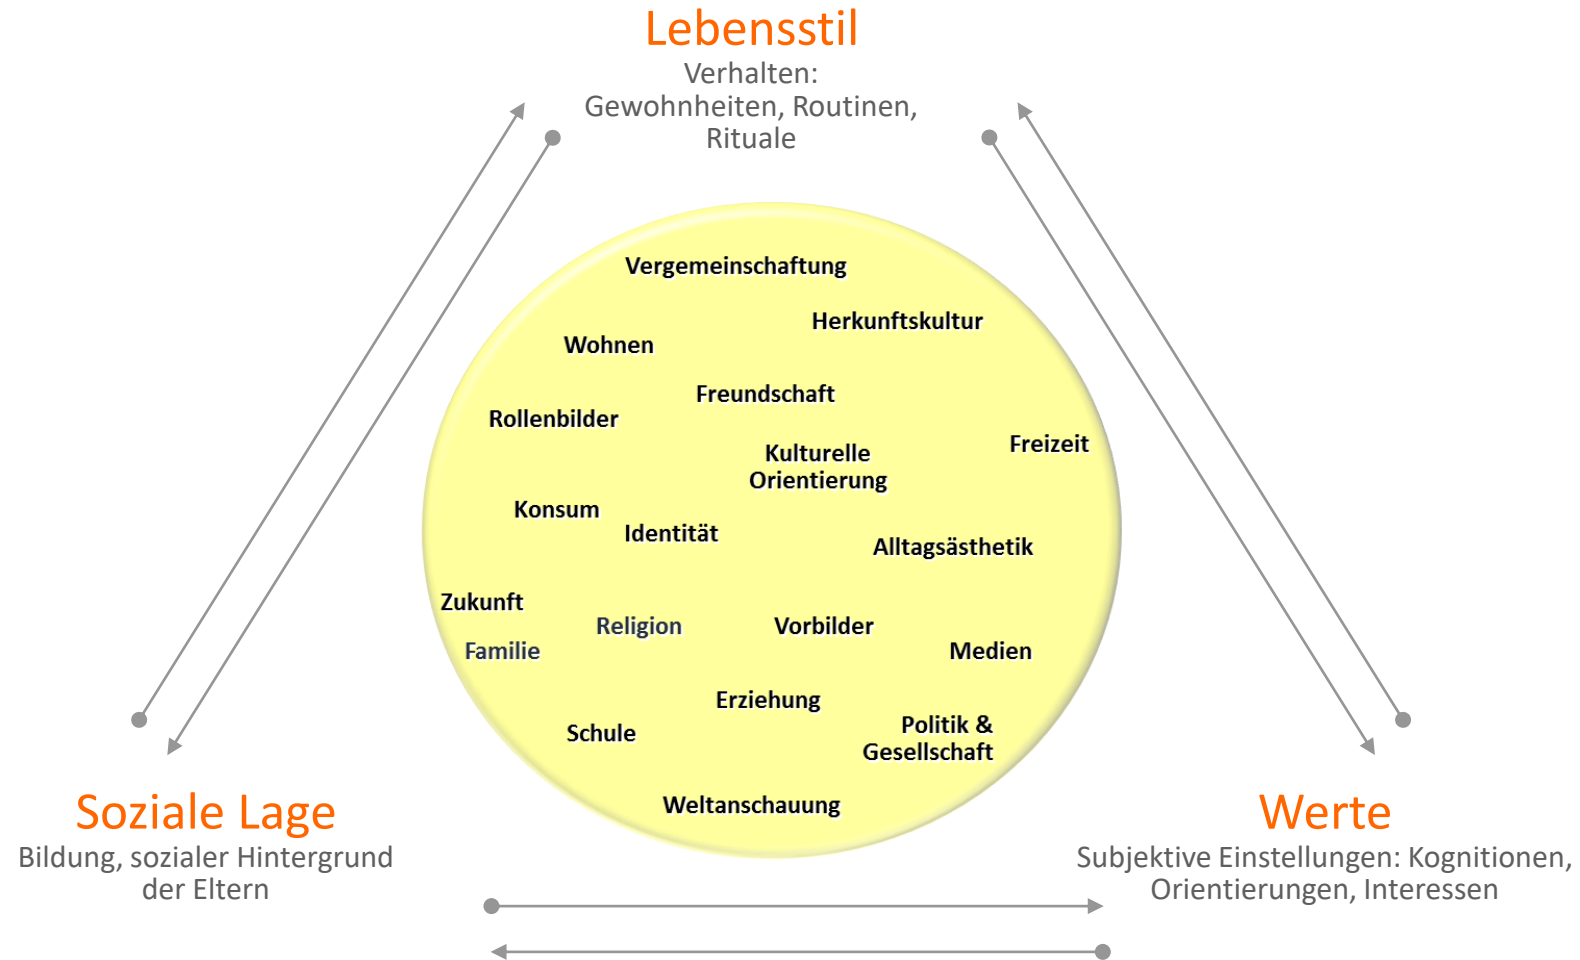 Lebensstil
Verhalten:
Gewohnheiten, Routinen,
Rituale
Vergemeinschaftung
Herkunftskultur
Wohnen
Freundschaft
Rollenbilder
Freizeit
Kulturelle
Orientierung
Konsum
Identität
Alltagsästhetik
Zukunft
Religion
Vorbilder
Familie
Medien
Erziehung
Schule
Politik &
Gesellschaft
Weltanschauung
Soziale Lage
Bildung, sozialer Hintergrund
der Eltern
Werte
Subjektive Einstellungen: Kognitionen,
Orientierungen, Interessen